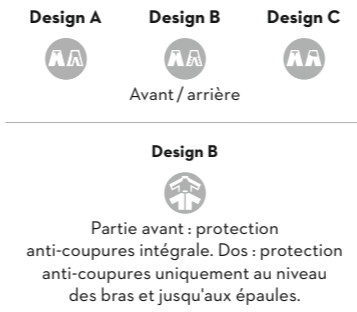 Design A Design B Design C
Avant / arrière
Design B
Partie avant : protection
anti-coupures intégrale. Dos : protection
anti-coupures uniquement au niveau
des bras et jusqu'aux épaules.